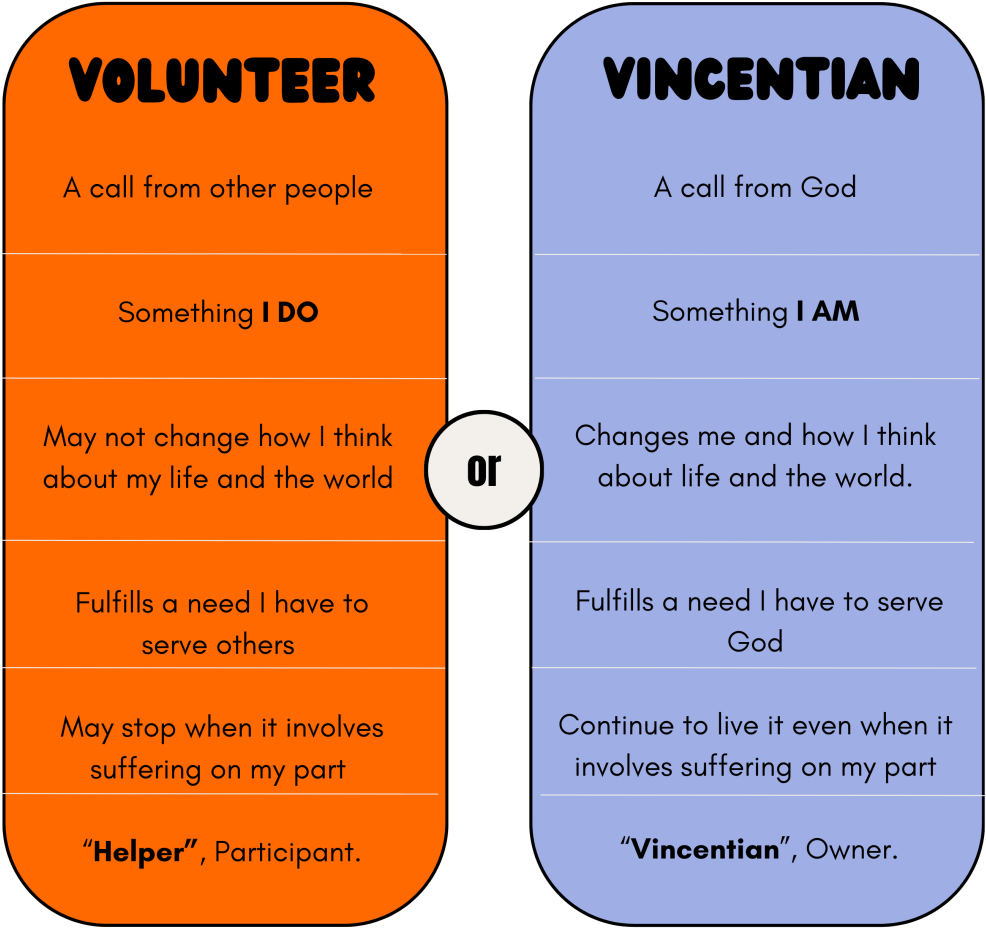 VOLUNTEER
A call from other people
Something I DO
May not change how I think
about my life and the world
Fulfills a need I have to
serve others
May stop when it involves
suffering on my part
“Helper”, Participant.
or
VINCENTIAN
A call from God
Something I AM
Changes me and how I think
about life and the world.
Fulfills a need I have to serve
God
Continue to live it even when it
involves suffering on my part
“Vincentian”, Owner.